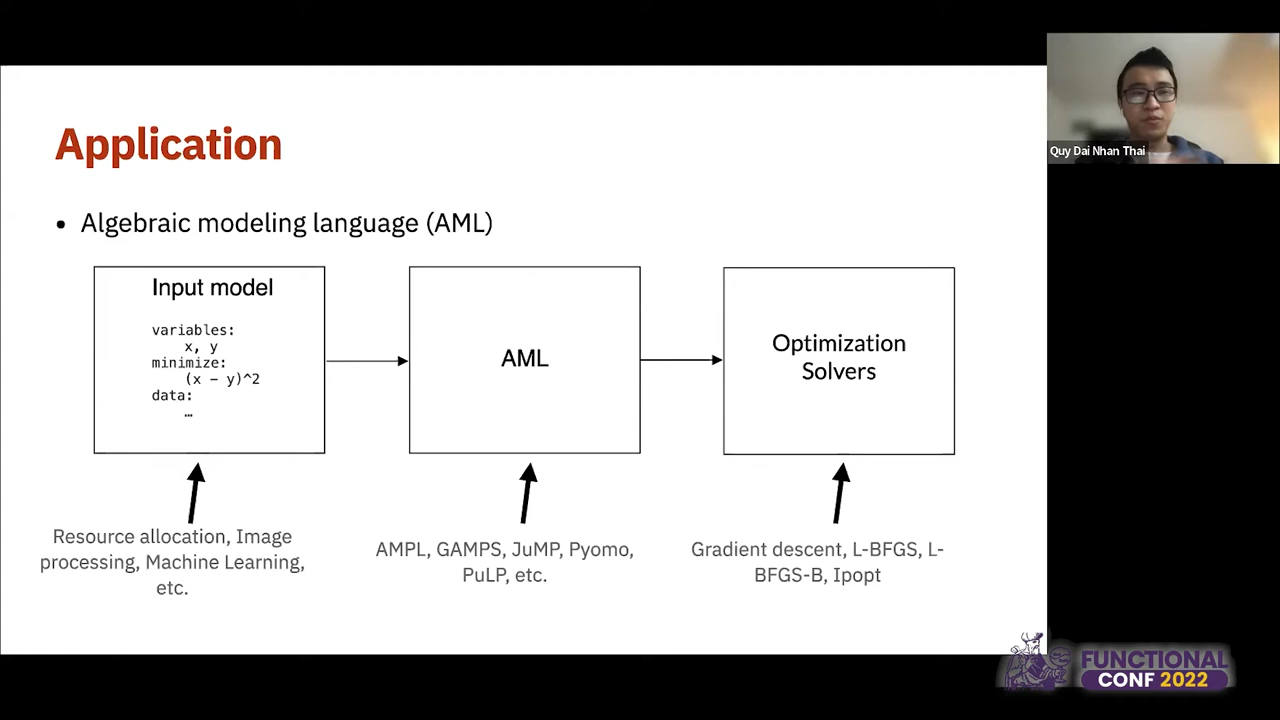 Application
• Algebraic modeling language (AML)
Input model
variables:
x, y
minimize:
(x − y)^2
data:
…
AML
Optimization
Solvers
Resource allocation, Image
processing, Machine Learning,
etc.
AMPL, GAMPS, JuMP, Pyomo,
PuLP, etc.
Gradient descent, L-BFGS, L-
BFGS-B, Ipopt
Quy Dai Nhan Thai
FUNCTIONAL
CONF 2022